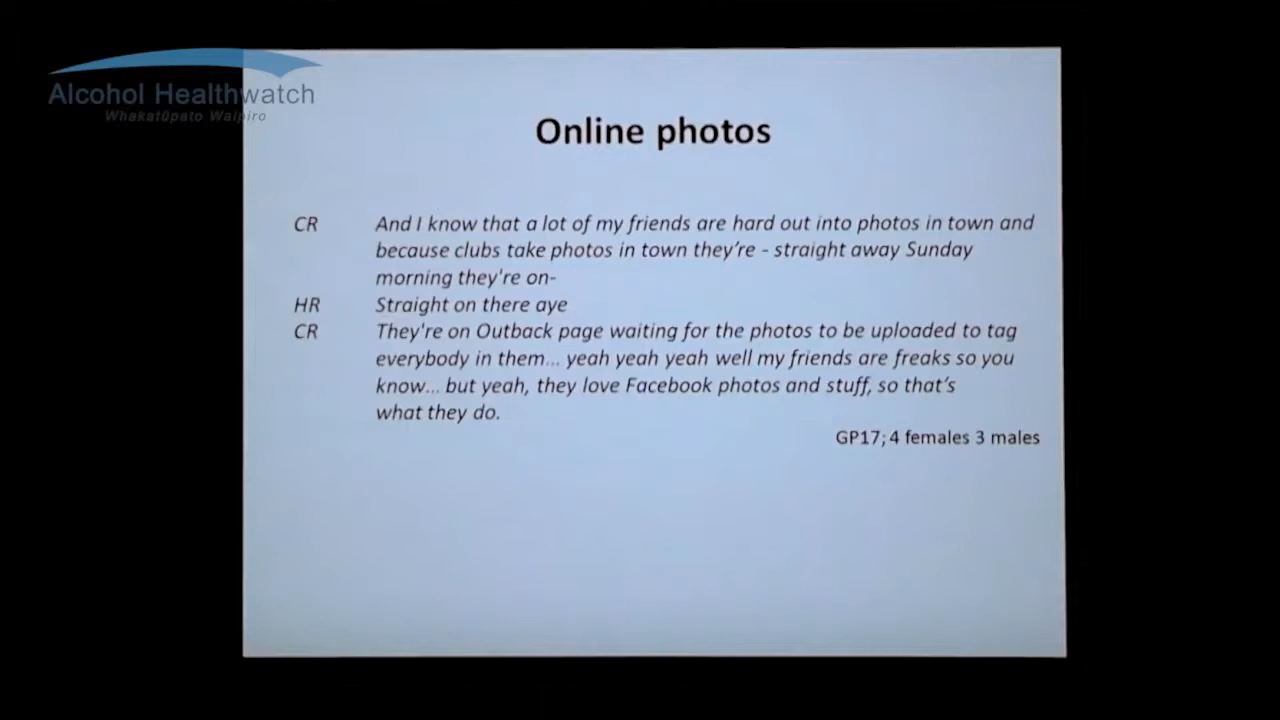 Alcohol Healthwatch
Whakatūpato Waipiro
Online photos
CR And I know that a lot of my friends are hard out into photos in town and
because clubs take photos in town they're - straight away Sunday
morning they're on-
HR Straight on there aye
CR They're on Outback page waiting for the photos to be uploaded to tag
everybody in them... yeah yeah yeah well my friends are freaks so you
know... but yeah, they love Facebook photos and stuff, so that's
what they do.
GP17; 4 females 3 males